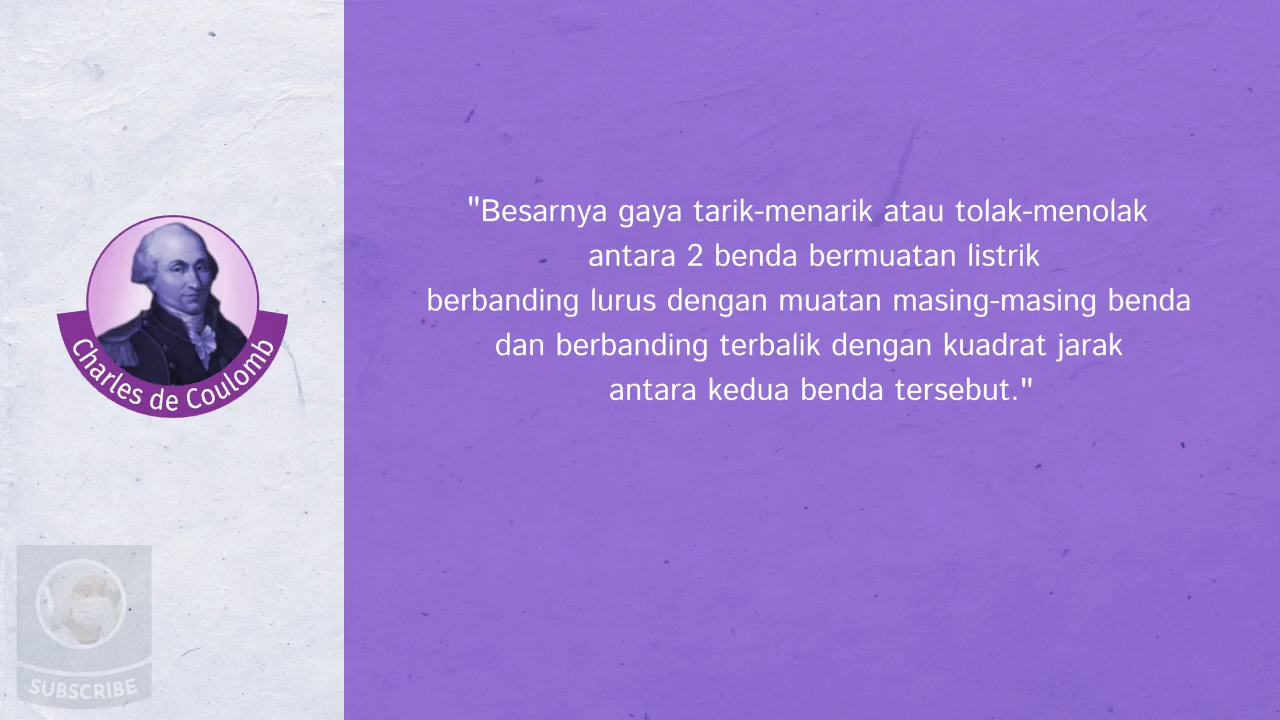 Charles de Coulomb
"Besarnya gaya tarik-menarik atau tolak-menolak
antara 2 benda bermuatan listrik
berbanding lurus dengan muatan masing-masing benda
dan berbanding terbalik dengan kuadrat jarak
antara kedua benda tersebut."
SUBSCRIBE